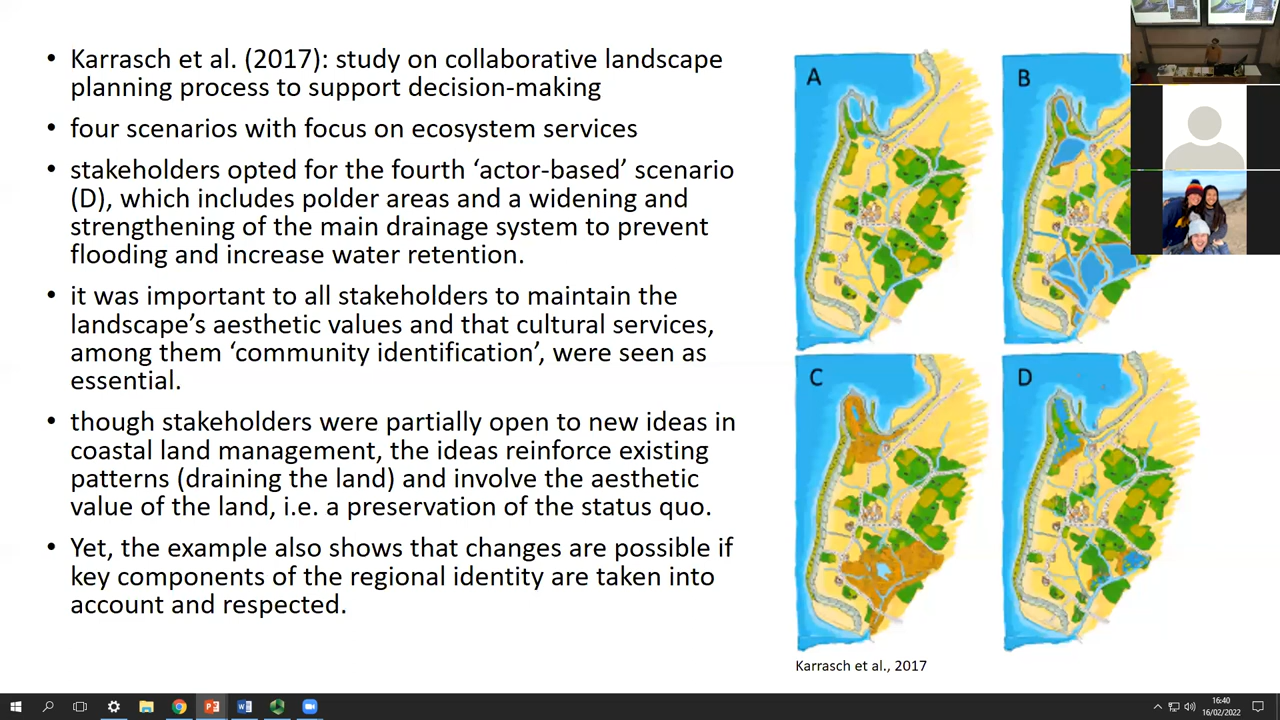 • Karrasch et al. (2017): study on collaborative landscape
planning process to support decision-making
• four scenarios with focus on ecosystem services
• stakeholders opted for the fourth ‘actor-based’ scenario
(D), which includes polder areas and a widening and
strengthening of the main drainage system to prevent
flooding and increase water retention.
• it was important to all stakeholders to maintain the
landscape’s aesthetic values and that cultural services,
among them ‘community identification’, were seen as
essential.
• though stakeholders were partially open to new ideas in
coastal land management, the ideas reinforce existing
patterns (draining the land) and involve the aesthetic
value of the land, i.e. a preservation of the status quo.
• Yet, the example also shows that changes are possible if
key components of the regional identity are taken into
account and respected.
A
B
C
D
Karrasch et al., 2017
16:40
16/02/2022